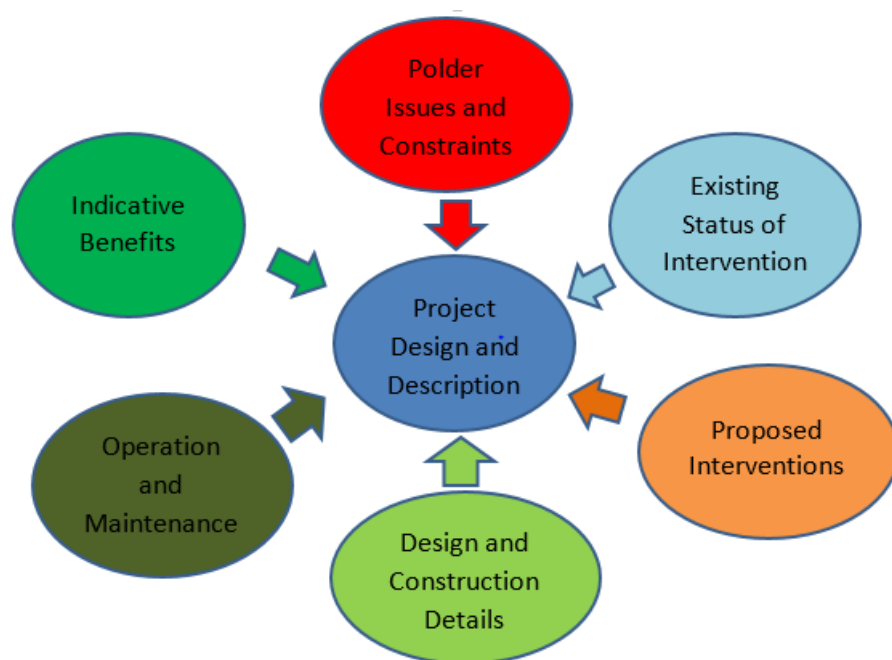 Polder
Issues and
Constraints
Indicative
Benefits
Existing
Status of
Intervention
Project
Design and
Description
Operation
and
Maintenance
Proposed
Interventions
Design and
Construction
Details